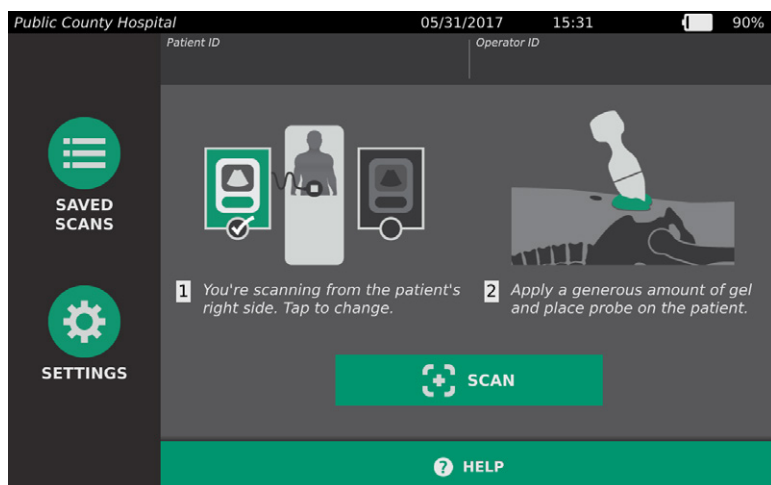 Public County Hospital 05/31/2017 15:31 90%
Patient ID Operator ID
SAVED
SCANS
SETTINGS
1 You're scanning from the patient's
right side. Tap to change.
2 Apply a generous amount of gel
and place probe on the patient.
SCAN
HELP